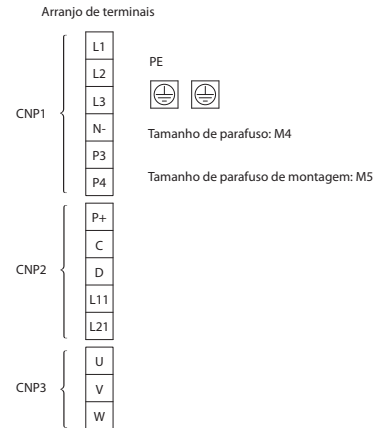 Arranjo de terminais
CNP1
L1
L2
L3
N-
P3
P4
PE
Tamanho de parafuso: M4
Tamanho de parafuso de montagem: M5
CNP2
P+
C
D
L11
L21
CNP3
U
V
W